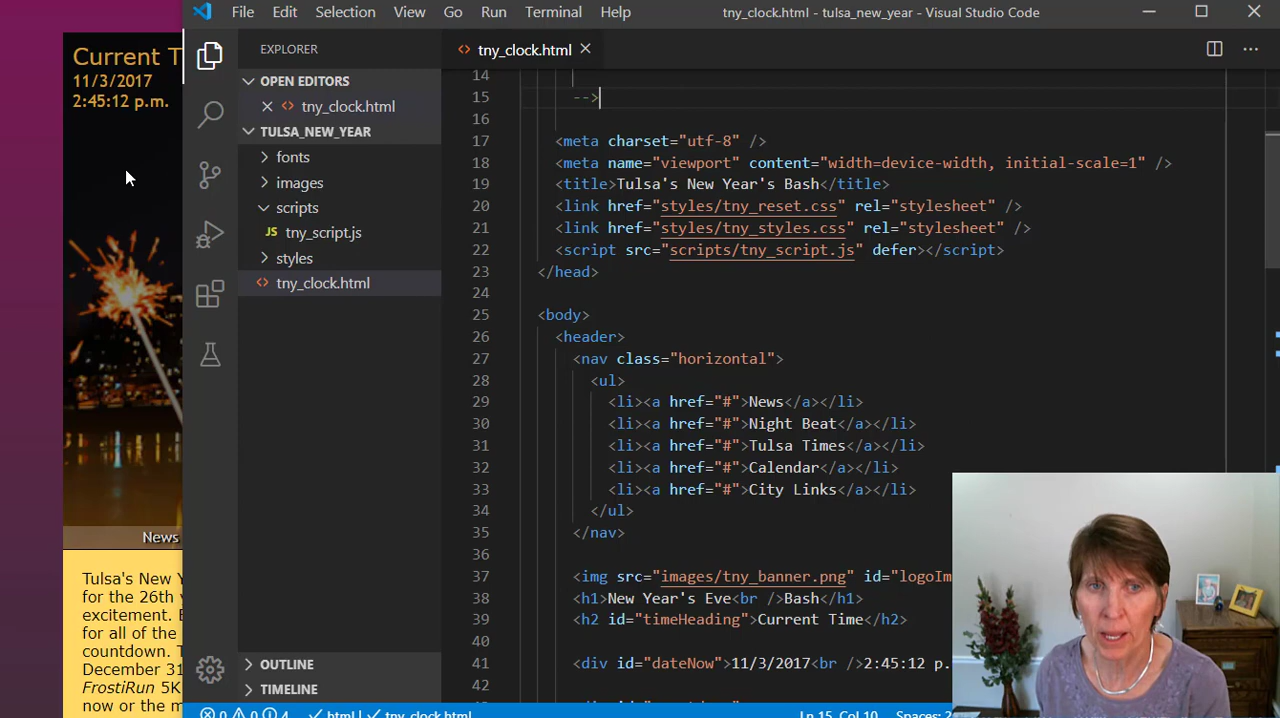 File Edit Selection View Go Run Terminal Help
tny_clock.html - tulsa_new_year - Visual Studio Code
Current T
11/3/2017
2:45:12 p.m.
News
Tulsa's New Y
for the 26th
excitement. E
for all of the
countdown. T
December 31
FrostiRun 5K
now or the m
EXPLORER
OPEN EDITORS
tny_clock.html
TULSA_NEW_YEAR
fonts
images
scripts
JS tny_script.js
styles
tny_clock.html
OUTLINE
TIMELINE
tny_clock.html
14
15 -->
16
17 <meta charset="utf-8" />
18 <meta name="viewport" content="width=device-width, initial-scale=1" />
19 <title>Tulsa's New Year's Bash</title>
20 <link href="styles/tny_reset.css" rel="stylesheet" />
21 <link href="styles/tny_styles.css" rel="stylesheet" />
22 <script src="scripts/tny_script.js" defer></script>
23 </head>
24
25 <body>
26 <header>
27 <nav class="horizontal">
28 <ul>
29 <li><a href="#">News</a></li>
30 <li><a href="#">Night Beat</a></li>
31 <li><a href="#">Tulsa Times</a></li>
32 <li><a href="#">Calendar</a></li>
33 <li><a href="#">City Links</a></li>
34 </ul>
35 </nav>
36
37 <img src="images/tny_banner.png" id="logoIm
38 <h1>New Year's Eve<br />Bash</h1>
39 <h2 id="timeHeading">Current Time</h2>
40
41 <div id="dateNow">11/3/2017<br />2:45:12 p.
42
0 0 4 html tny_clock.html Ln 15, Col 10 Spaces: 2